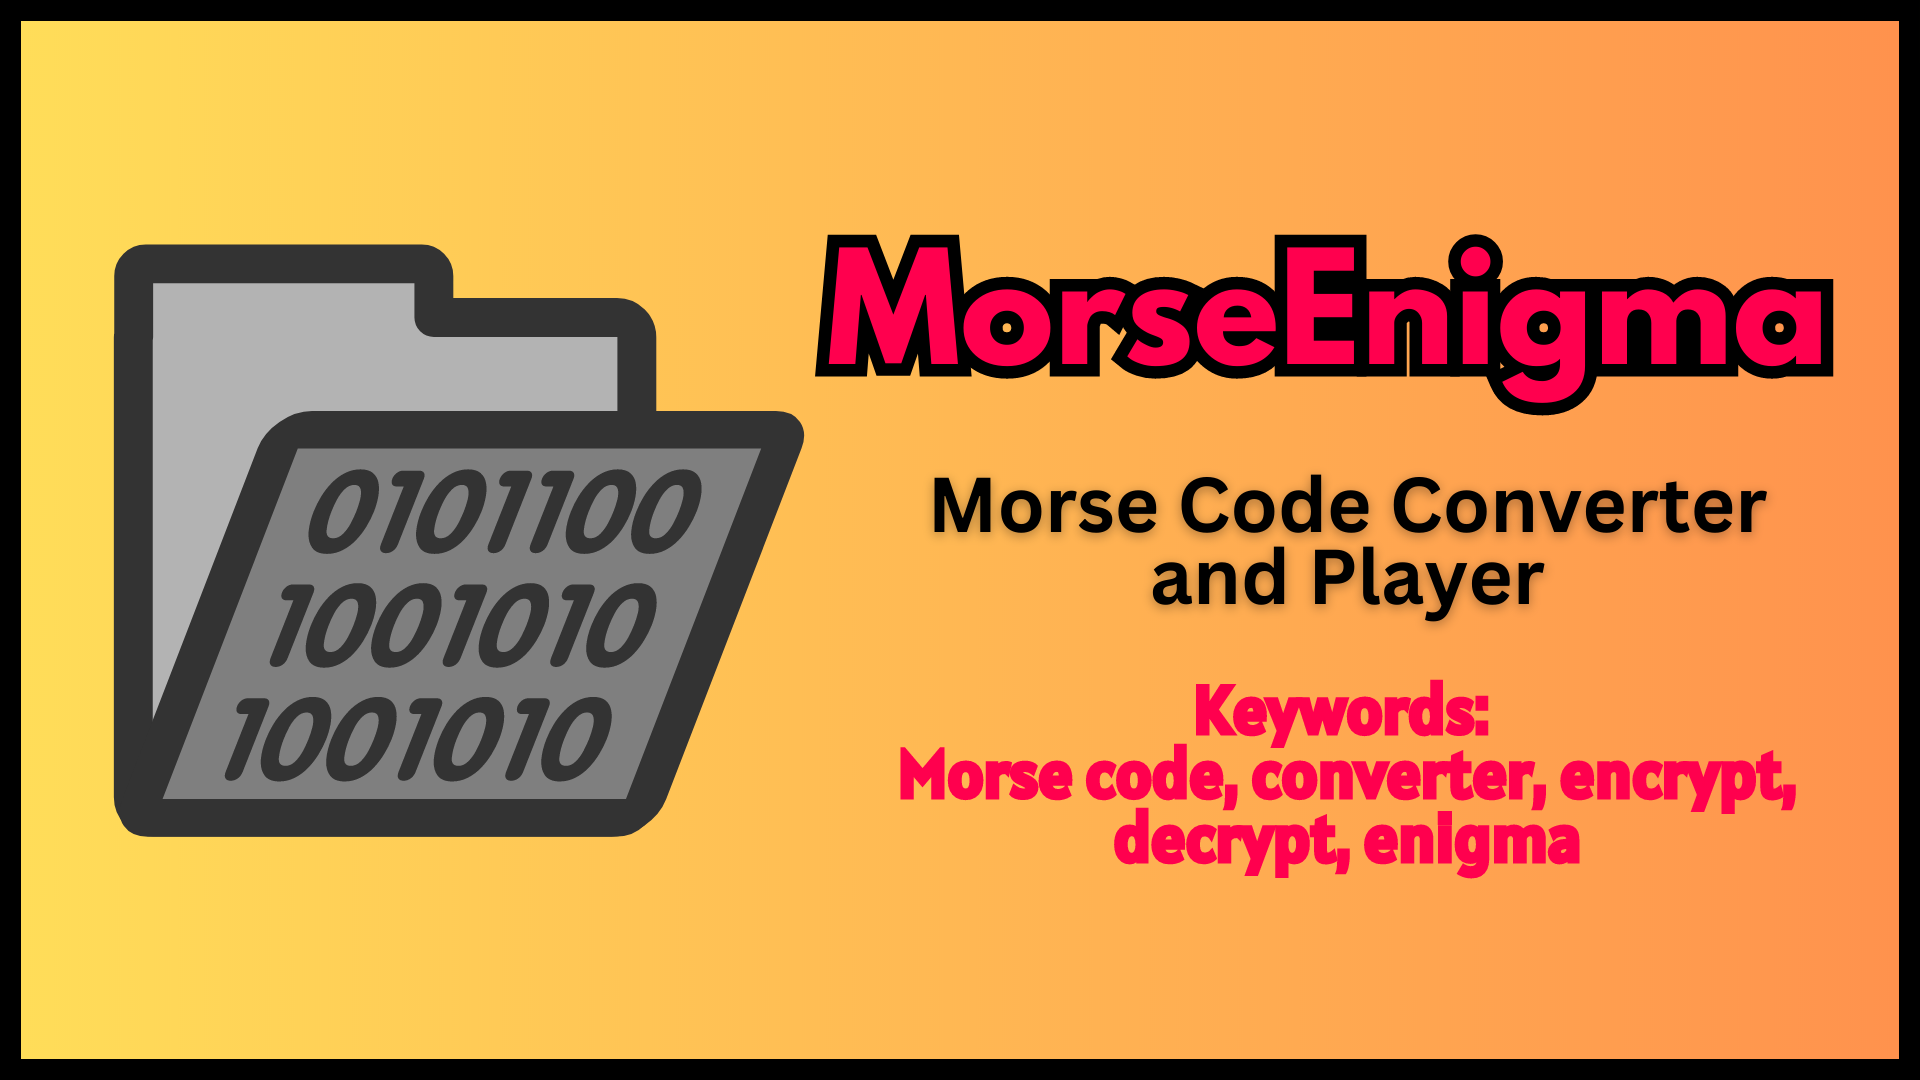 MorseEnigma
0101100
1001010
1001010
Morse Code Converter
and Player
Keywords:
Morse code, converter, encrypt,
decrypt, enigma